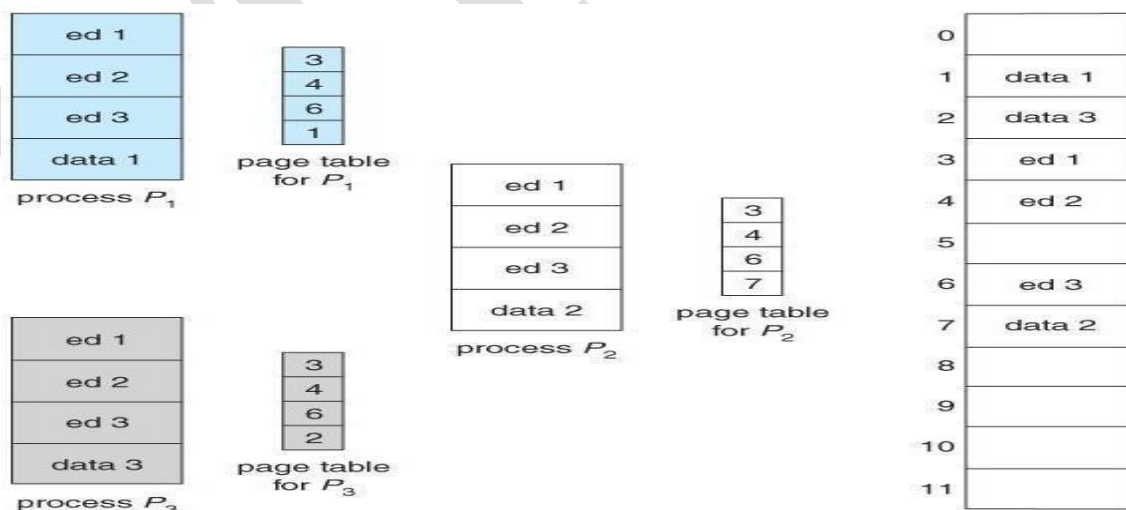 ed 1
ed 2
ed 3
data 1
process P1
3
4
6
1
page table
for P1
ed 1
ed 2
ed 3
data 2
process P2
3
4
6
7
page table
for P2
ed 1
ed 2
ed 3
data 3
process P3
3
4
6
2
page table
for P3
0
1 data 1
2 data 3
3 ed 1
4 ed 2
5
6 ed 3
7 data 2
8
9
10
11